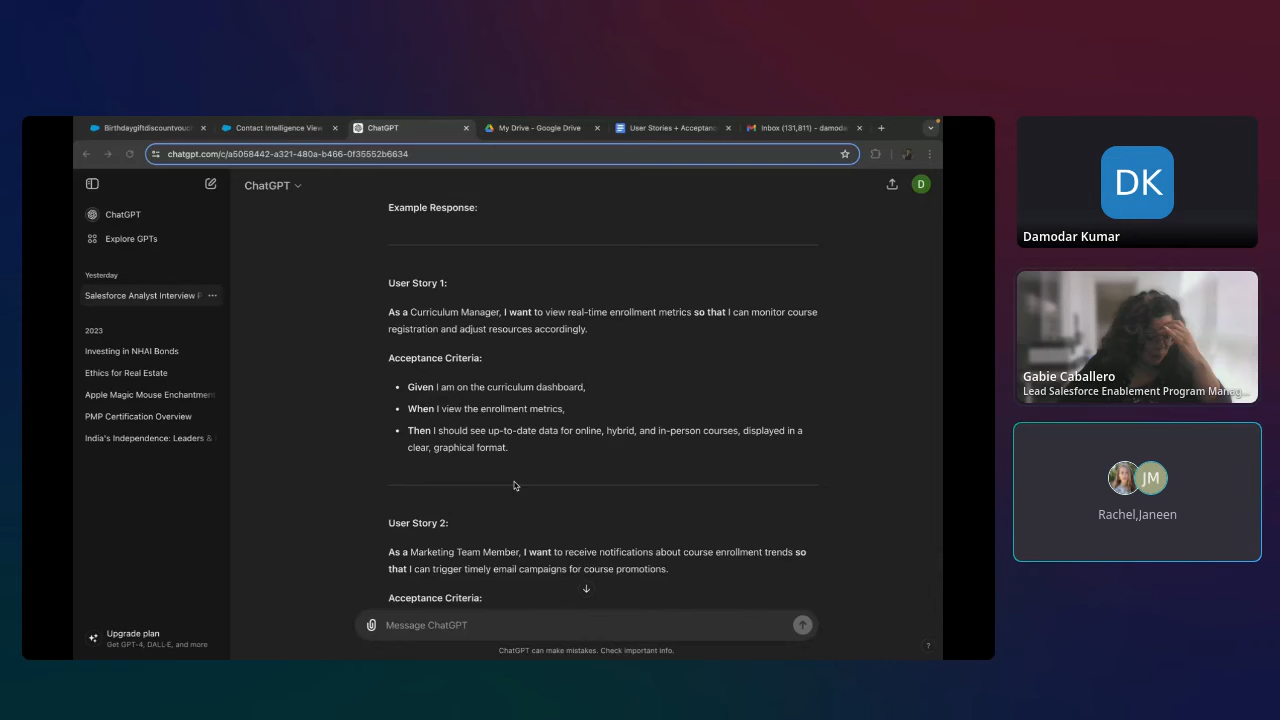 Birthdaygiftdiscountvouc
Contact Intelligence View
ChatGPT
My Drive - Google Drive
User Stories + Acceptanc
Inbox (131,811) - damoda
chatgpt.com/c/a5058442-a321-480a-b466-0f35552b6634
ChatGPT
D
ChatGPT
Explore GPTs
Yesterday
Salesforce Analyst Interview
2023
Investing in NHAI Bonds
Ethics for Real Estate
Apple Magic Mouse Enchantment
PMP Certification Overview
India's Independence: Leaders &
Upgrade plan
Get GPT-4, DALL·E, and more
Example Response:
User Story 1:
As a Curriculum Manager, I want to view real-time enrollment metrics so that I can monitor course
registration and adjust resources accordingly.
Acceptance Criteria:
• Given I am on the curriculum dashboard,
• When I view the enrollment metrics,
• Then I should see up-to-date data for online, hybrid, and in-person courses, displayed in a
clear, graphical format.
User Story 2:
As a Marketing Team Member, I want to receive notifications about course enrollment trends so
that I can trigger timely email campaigns for course promotions.
Acceptance Criteria:
Message ChatGPT
ChatGPT can make mistakes. Check important info.
?
DK
Damodar Kumar
Gabie Caballero
Lead Salesforce Enablement Program Manag...
JM
Rachel,Janeen